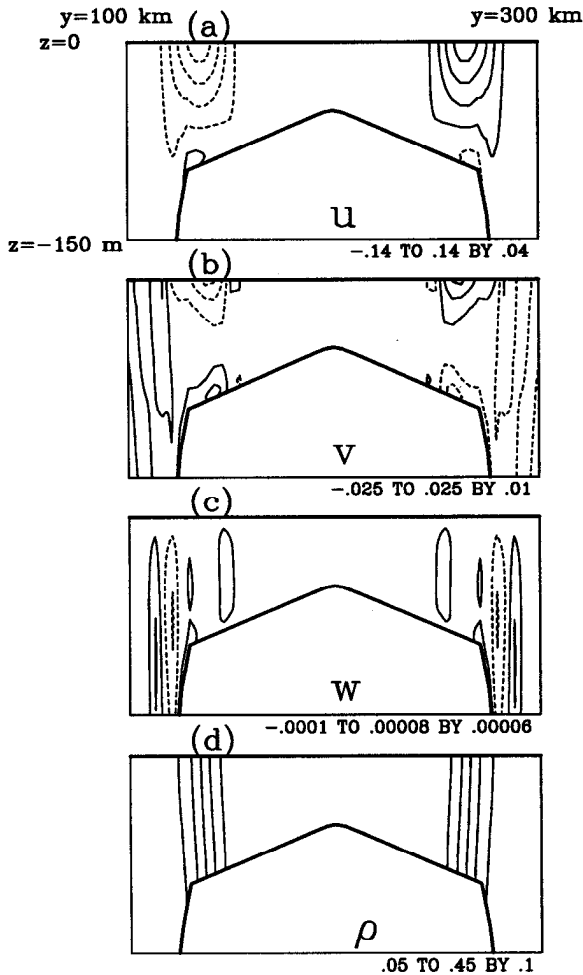 y=100 km (a) y=300 km
z=0
u
z=-150 m
-.14 TO .14 BY .04
(b)
v
-.025 TO .025 BY .01
(c)
w
-.0001 TO .00008 BY .00006
(d)
ρ
.05 TO .45 BY .1